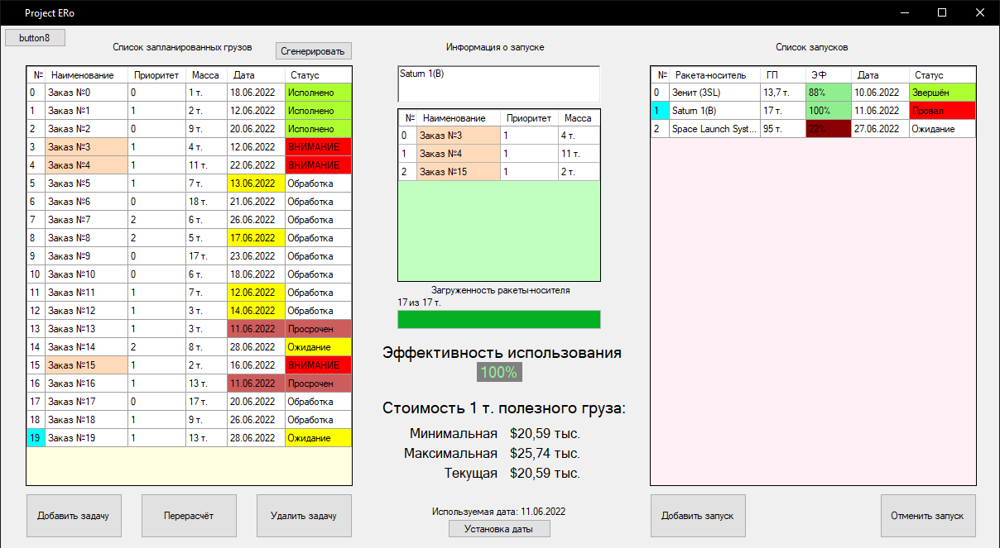 Project ERo
button8
Список запланированных грузов
Сгенерировать
№ Наименование Приоритет Масса Дата Статус
0 Заказ №0 0 1 т. 18.06.2022 Исполнено
1 Заказ №1 1 2 т. 12.06.2022 Исполнено
2 Заказ №2 0 9 т. 20.06.2022 Исполнено
3 Заказ №3 1 4 т. 12.06.2022 ВНИМАНИЕ
4 Заказ №4 1 11 т. 22.06.2022 ВНИМАНИЕ
5 Заказ №5 1 7 т. 13.06.2022 Обработка
6 Заказ №6 0 18 т. 21.06.2022 Обработка
7 Заказ №7 2 6 т. 26.06.2022 Обработка
8 Заказ №8 2 5 т. 17.06.2022 Обработка
9 Заказ №9 0 17 т. 23.06.2022 Обработка
10 Заказ №10 0 6 т. 18.06.2022 Обработка
11 Заказ №11 1 7 т. 12.06.2022 Обработка
12 Заказ №12 1 3 т. 14.06.2022 Обработка
13 Заказ №13 1 3 т. 11.06.2022 Просрочен
14 Заказ №14 2 8 т. 28.06.2022 Ожидание
15 Заказ №15 1 2 т. 16.06.2022 ВНИМАНИЕ
16 Заказ №16 1 13 т. 11.06.2022 Просрочен
17 Заказ №17 0 17 т. 20.06.2022 Обработка
18 Заказ №18 1 9 т. 26.06.2022 Обработка
19 Заказ №19 1 13 т. 28.06.2022 Ожидание
Добавить задачу
Перерасчёт
Удалить задачу
Информация о запуске
Saturn 1(B)
№ Наименование Приоритет Масса
0 Заказ №3 1 4 т.
1 Заказ №4 1 11 т.
2 Заказ №15 1 2 т.
Загруженность ракеты-носителя
17 из 17 т.
Эффективность использования
100%
Стоимость 1 т. полезного груза:
Минимальная $20,59 тыс.
Максимальная $25,74 тыс.
Текущая $20,59 тыс.
Используемая дата: 11.06.2022
Установка даты
Список запусков
№ Ракета-носитель ГП ЭФ Дата Статус
0 Зенит (3SL) 13,7 т. 88% 10.06.2022 Звершён
1 Saturn 1(B) 17 т. 100% 11.06.2022 Провал
2 Space Launch Syst... 95 т. 22% 27.06.2022 Ожидание
Добавить запуск
Отменить запуск